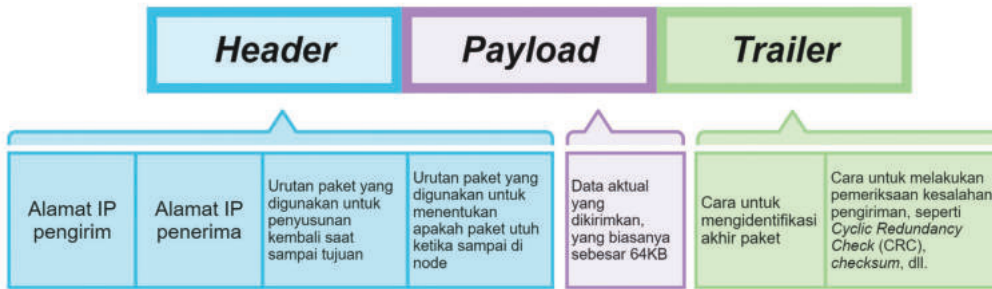 Header Payload Trailer
Alamat IP
pengirim
Alamat IP
penerima
Urutan paket yang
digunakan untuk
penyusunan
kembali saat
sampai tujuan
Urutan paket yang
digunakan untuk
menentukan
apakah paket utuh
ketika sampai di
node
Data aktual
yang
dikirimkan,
yang biasanya
sebesar 64KB
Cara untuk
mengidentifikasi
akhir paket
Cara untuk melakukan
pemeriksaan kesalahan
pengiriman, seperti
Cyclic Redundancy
Check (CRC),
checksum, dll.